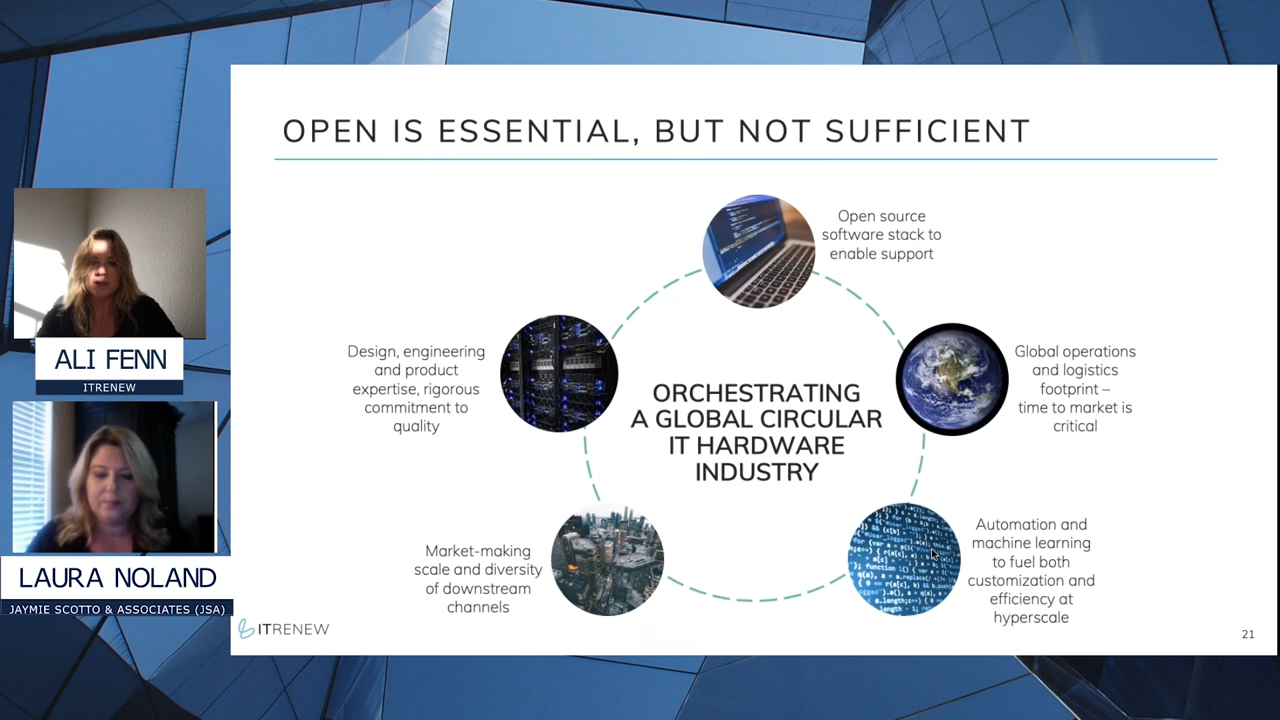 OPEN IS ESSENTIAL, BUT NOT SUFFICIENT
Open source
software stack to
enable support
Design, engineering
and product
expertise, rigorous
commitment to
quality
Global operations
and logistics
footprint –
time to market is
critical
ORCHESTRATING
A GLOBAL CIRCULAR
IT HARDWARE
INDUSTRY
Market-making
scale and diversity
of downstream
channels
Automation and
machine learning
to fuel both
customization and
efficiency at
hyperscale
ITRENEW
21
ALI FENN
ITRENEW
LAURA NOLAND
JAYMIE SCOTTO & ASSOCIATES (JSA)